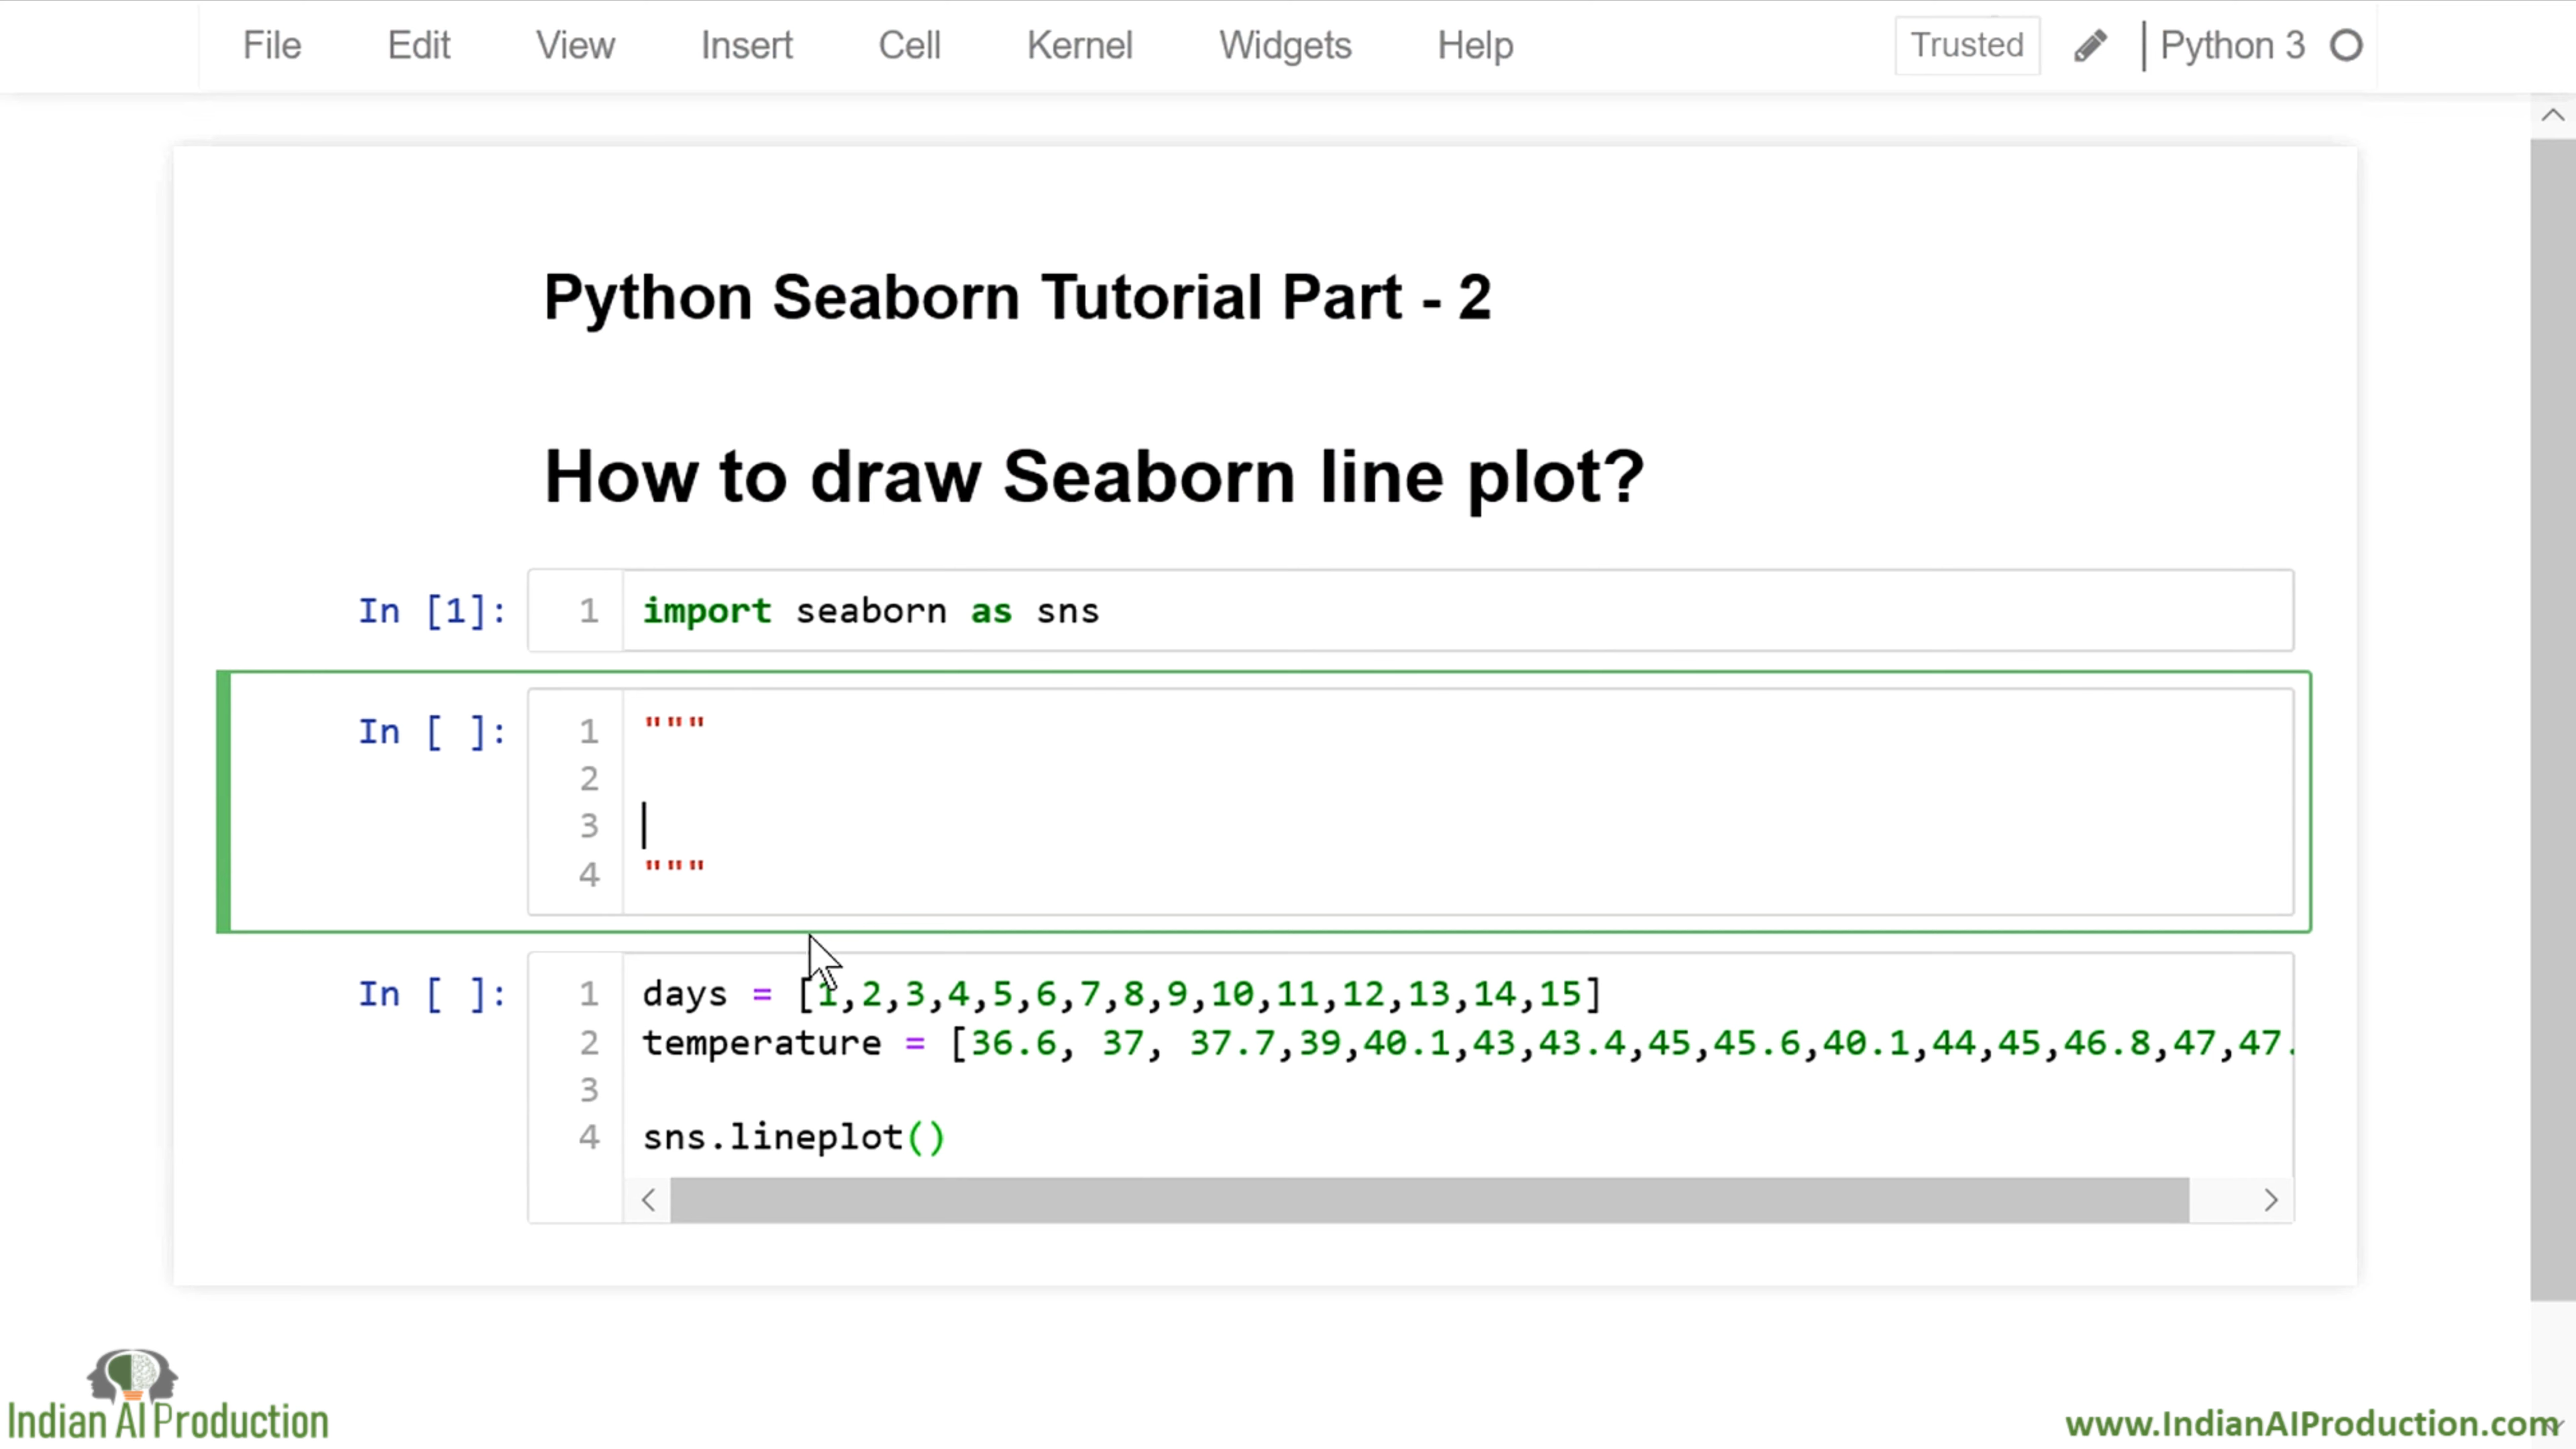 File Edit View Insert Cell Kernel Widgets Help Trusted Python 3
Python Seaborn Tutorial Part - 2
How to draw Seaborn line plot?
In [1]: 1 import seaborn as sns
In [ ]: 1 """
2
3
4 """
In [ ]: 1 days = [1,2,3,4,5,6,7,8,9,10,11,12,13,14,15]
2 temperature = [36.6, 37, 37.7,39,40.1,43,43.4,45,45.6,40.1,44,45,46.8,47,47.
3
4 sns.lineplot()
Indian AI Production
www.IndianAIProduction.com